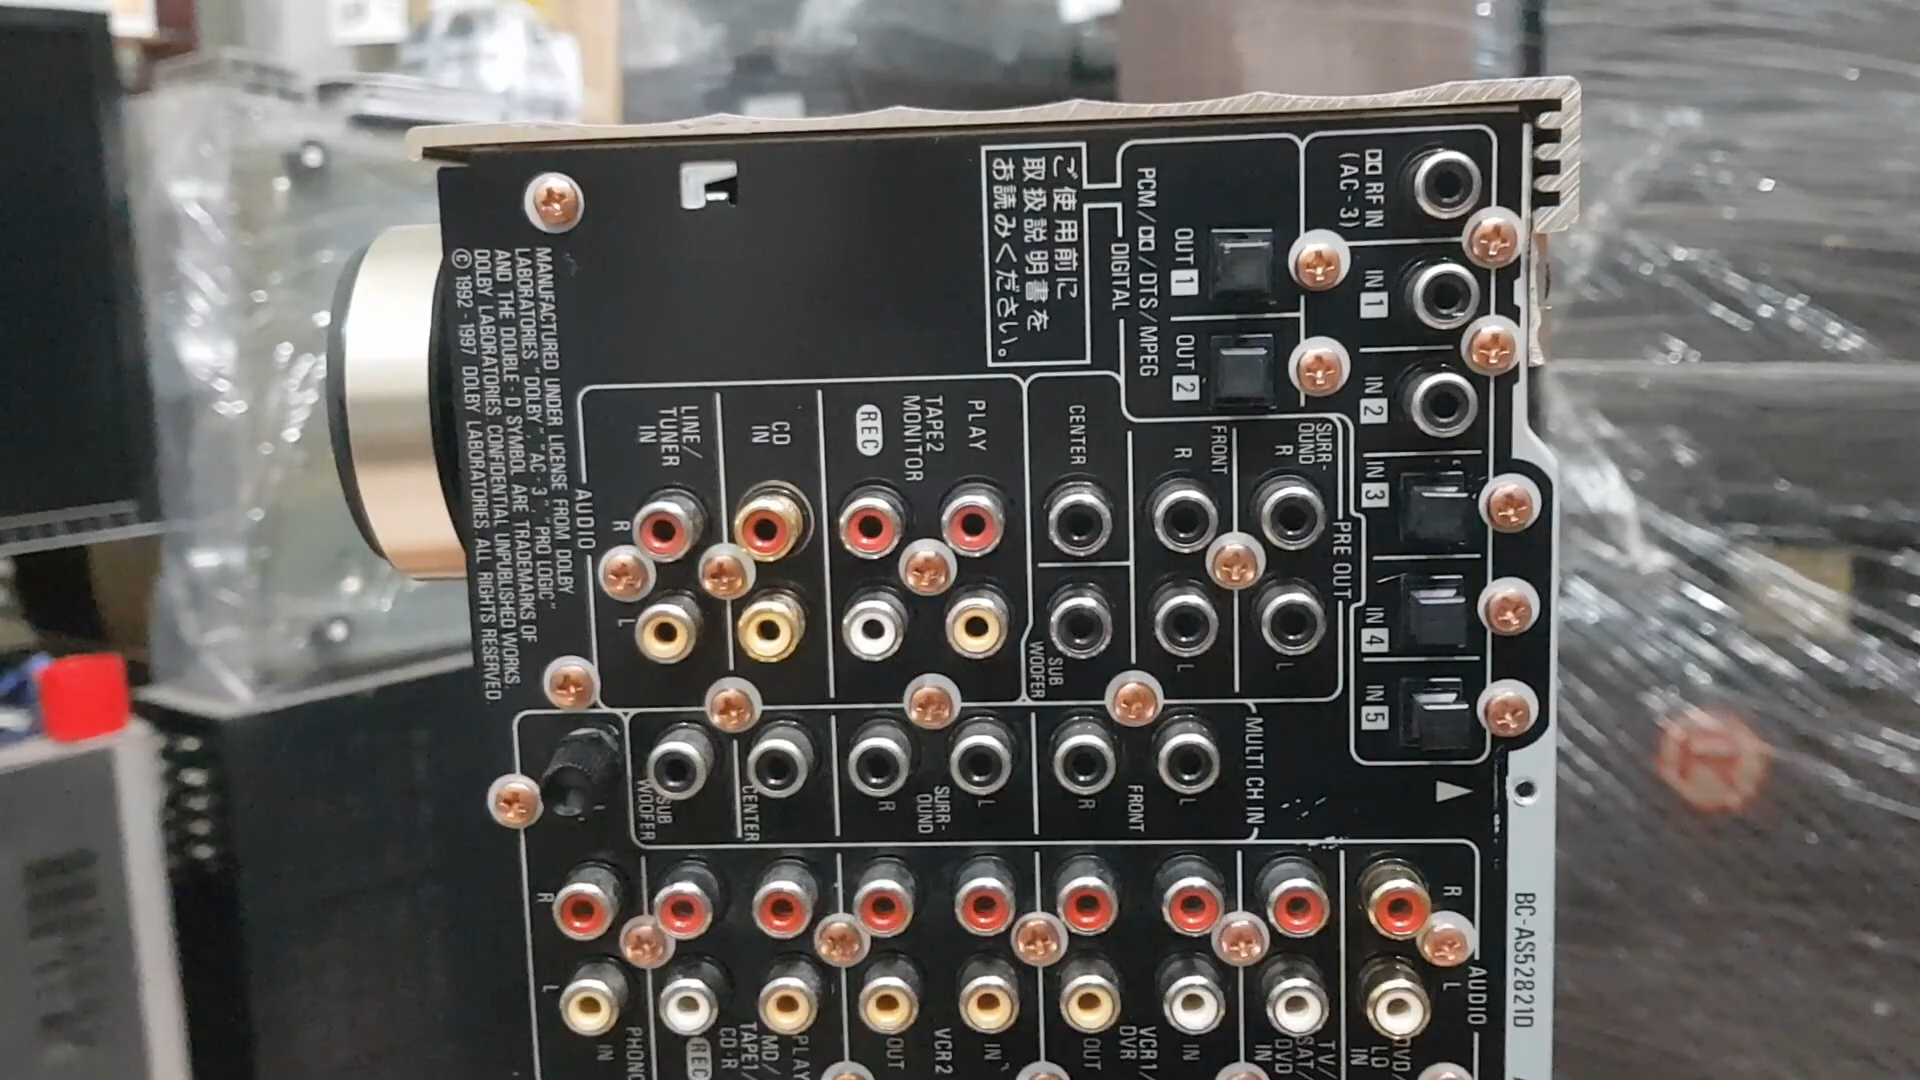 ご使用前に
取扱説明書を
お読みください。
PCM/DD/DTS/MPEG
DIGITAL
OUT 1
OUT 2
DD RF IN
(AC-3)
IN 1
IN 2
IN 3
IN 4
IN 5
MANUFACTURED UNDER LICENSE FROM DOLBY
LABORATORIES. "DOLBY", "AC-3", "PRO LOGIC"
AND THE DOUBLE-D SYMBOL ARE TRADEMARKS OF
DOLBY LABORATORIES CONFIDENTIAL UNPUBLISHED WORKS.
© 1992-1997 DOLBY LABORATORIES. ALL RIGHTS RESERVED.
AUDIO
LINE/
TUNER
IN
R
L
CD
IN
TAPE2
MONITOR
REC
PLAY
PRE OUT
CENTER
SUB
WOOFER
FRONT
R
L
SURR-
OUND
R
L
MULTI CH IN
SUB
WOOFER
CENTER
SURR-
OUND
R
L
FRONT
R
L
AUDIO
R
L
R
L
PHONO
IN
MD/
TAPE1/
CD-R
REC
PLAY
VCR2
OUT
IN
VCR1/
DVR
OUT
IN
TV/
SAT/
DVD
IN
DVD/
LD
IN
BC-AS52821D